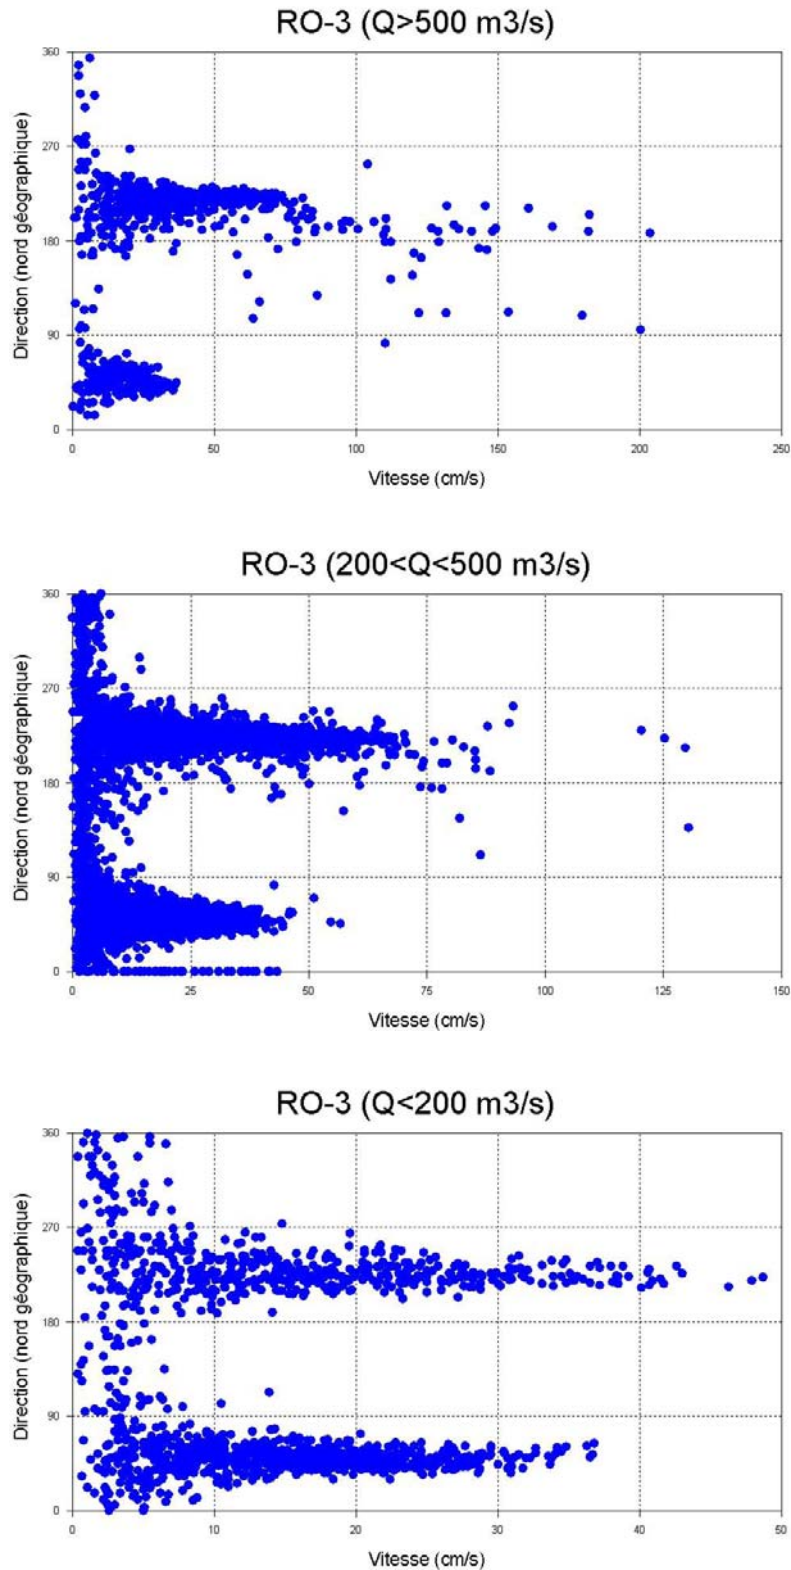 RO-3 (Q>500 m3/s)
360
270
180
90
0
Direction (nord géographique)
0 50 100 150 200 250
Vitesse (cm/s)
RO-3 (200<Q<500 m3/s)
360
270
180
90
0
Direction (nord géographique)
0 25 50 75 100 125 150
Vitesse (cm/s)
RO-3 (Q<200 m3/s)
360
270
180
90
0
Direction (nord géographique)
0 10 20 30 40 50
Vitesse (cm/s)